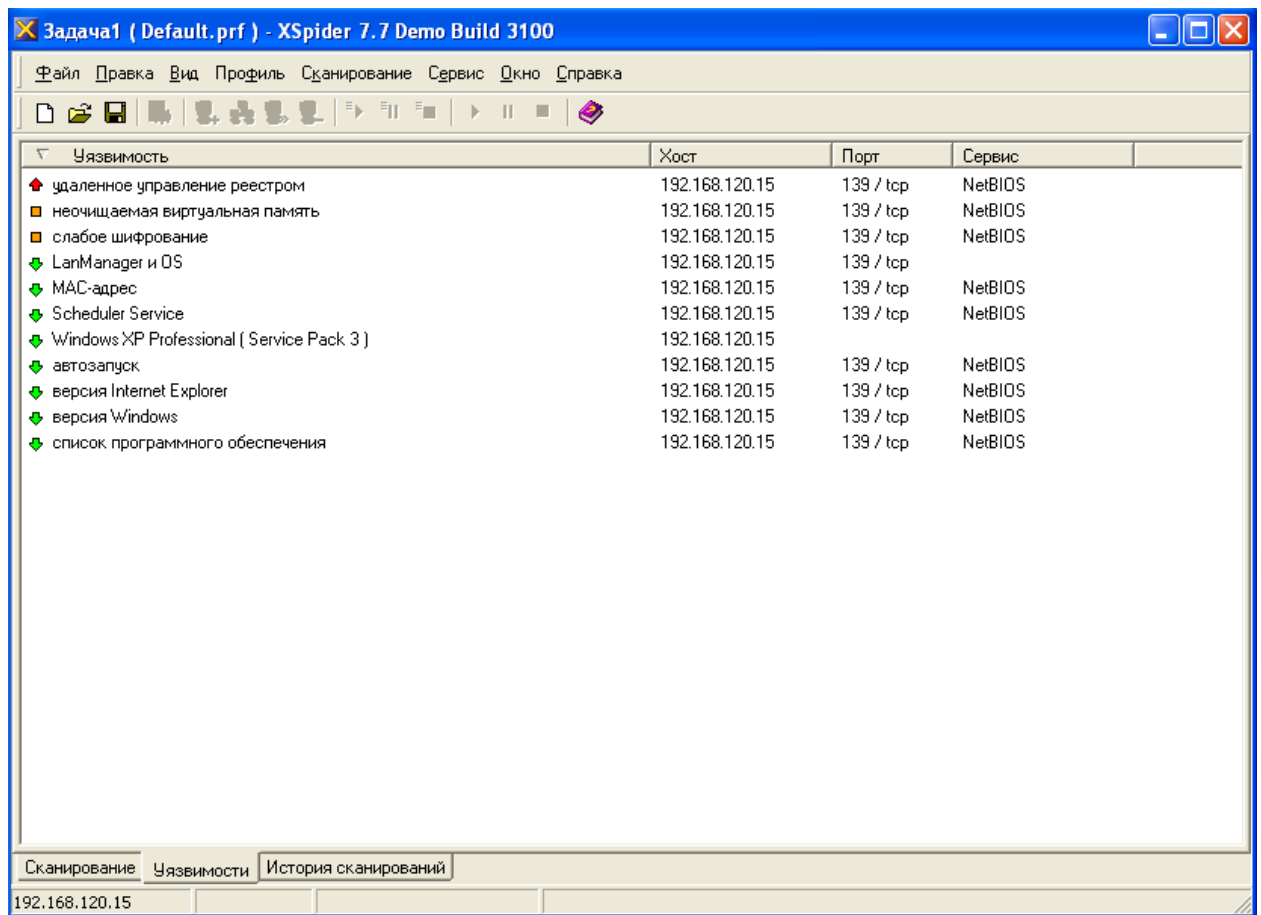 Задача1 ( Default.prf ) - XSpider 7.7 Demo Build 3100
Файл Правка Вид Профиль Сканирование Сервис Окно Справка
Уязвимость Хост Порт Сервис
удаленное управление реестром 192.168.120.15 139 / tcp NetBIOS
неочищаемая виртуальная память 192.168.120.15 139 / tcp NetBIOS
слабое шифрование 192.168.120.15 139 / tcp NetBIOS
LanManager и OS 192.168.120.15 139 / tcp
MAC-адрес 192.168.120.15 139 / tcp NetBIOS
Scheduler Service 192.168.120.15 139 / tcp NetBIOS
Windows XP Professional ( Service Pack 3 ) 192.168.120.15
автозапуск 192.168.120.15 139 / tcp NetBIOS
версия Internet Explorer 192.168.120.15 139 / tcp NetBIOS
версия Windows 192.168.120.15 139 / tcp NetBIOS
список программного обеспечения 192.168.120.15 139 / tcp NetBIOS
Сканирование Уязвимости История сканирований
192.168.120.15